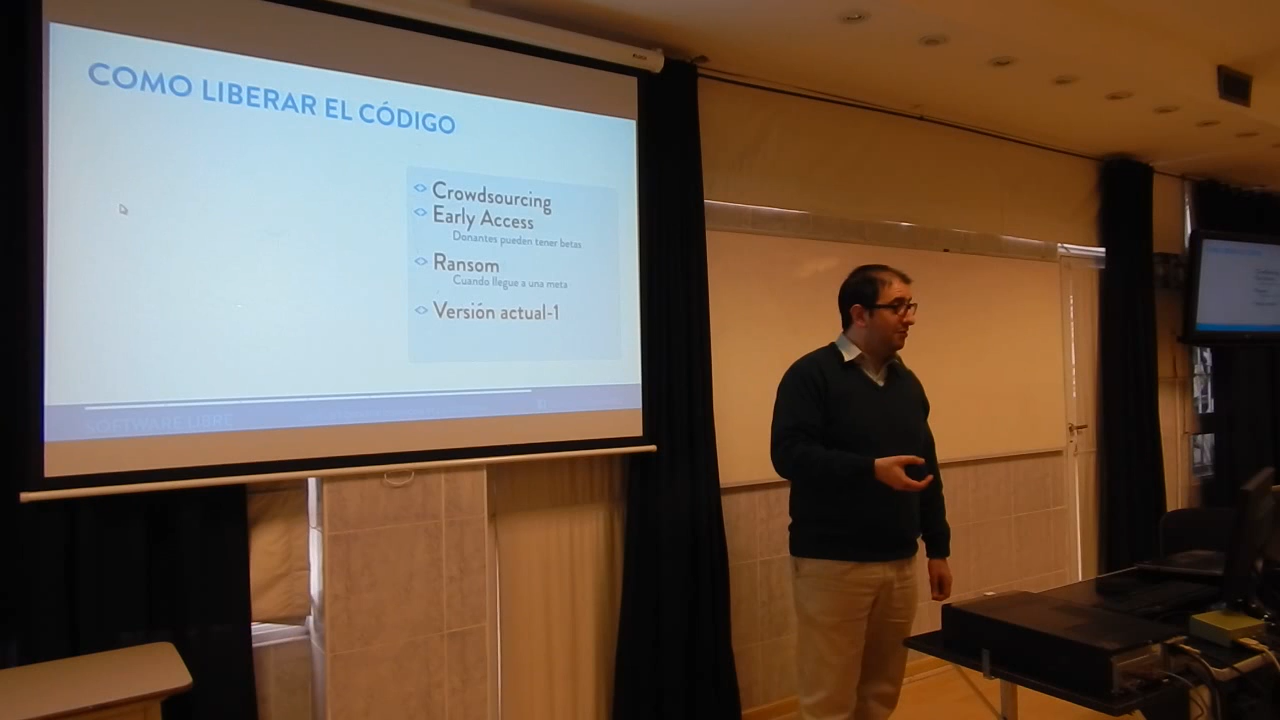 COMO LIBERAR EL CÓDIGO
Crowdsourcing
Early Access
Donantes pueden tener betas
Ransom
Cuando llegue a una meta
Versión actual-1
SOFTWARE LIBRE